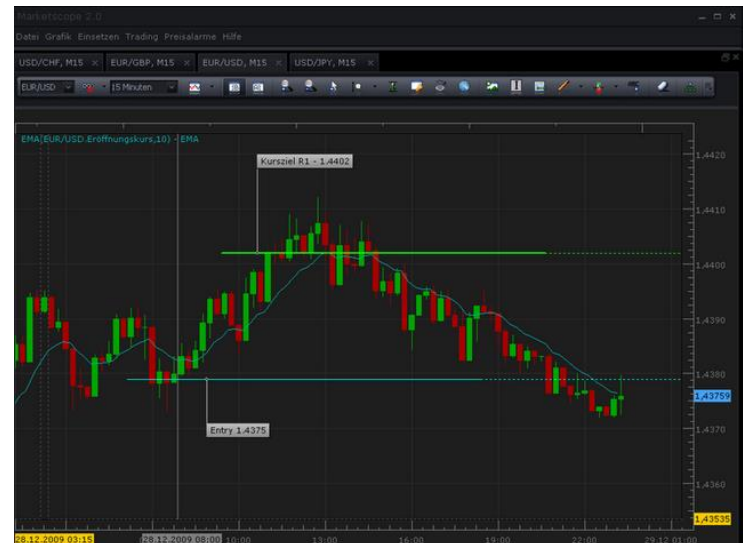 Marketscope 2.0
Datei Grafik Einsetzen Trading Preisalarme Hilfe
USD/CHF, M15 EUR/GBP, M15 EUR/USD, M15 USD/JPY, M15
EUR/USD 15 Minuten
EMA(EUR/USD.Eröffnungskurs,10) - EMA
Kursziel R1 - 1.4402
1,4420
1,4410
1,4400
1,4390
1,4380
1,43759
Entry 1.4375
1,4370
1,4360
1,43535
28.12.2009 03:15 28.12.2009 08:00 10:00 13:00 16:00 19:00 22:00 29.12 01:00